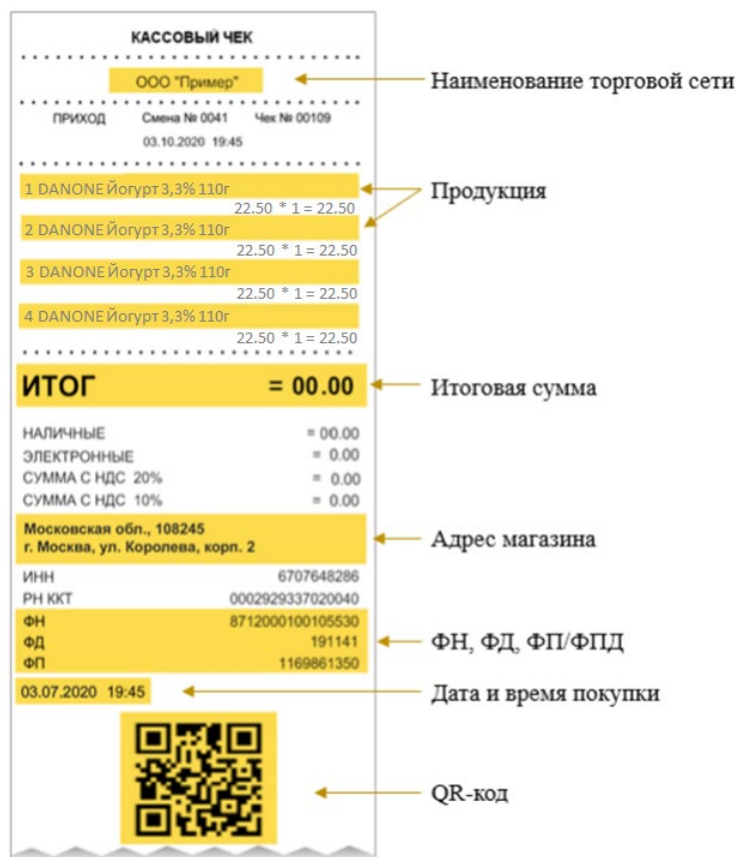 КАССОВЫЙ ЧЕК
ООО "Пример"
Наименование торговой сети
ПРИХОД Смена № 0041 Чек № 00109
03.10.2020 19:45
1 DANONE Йогурт 3,3% 110г
Продукция
22.50 * 1 = 22.50
2 DANONE Йогурт 3,3% 110г
22.50 * 1 = 22.50
3 DANONE Йогурт 3,3% 110г
22.50 * 1 = 22.50
4 DANONE Йогурт 3,3% 110г
22.50 * 1 = 22.50
ИТОГ = 00.00
Итоговая сумма
НАЛИЧНЫЕ = 00.00
ЭЛЕКТРОННЫЕ = 0.00
СУММА С НДС 20% = 0.00
СУММА С НДС 10% = 0.00
Московская обл., 108245
г. Москва, ул. Королева, корп. 2
Адрес магазина
ИНН 6707648286
РН ККТ 0002929337020040
ФН 8712000100105530
ФД 191141
ФП 1169861350
ФН, ФД, ФП/ФПД
03.07.2020 19:45
Дата и время покупки
QR-код